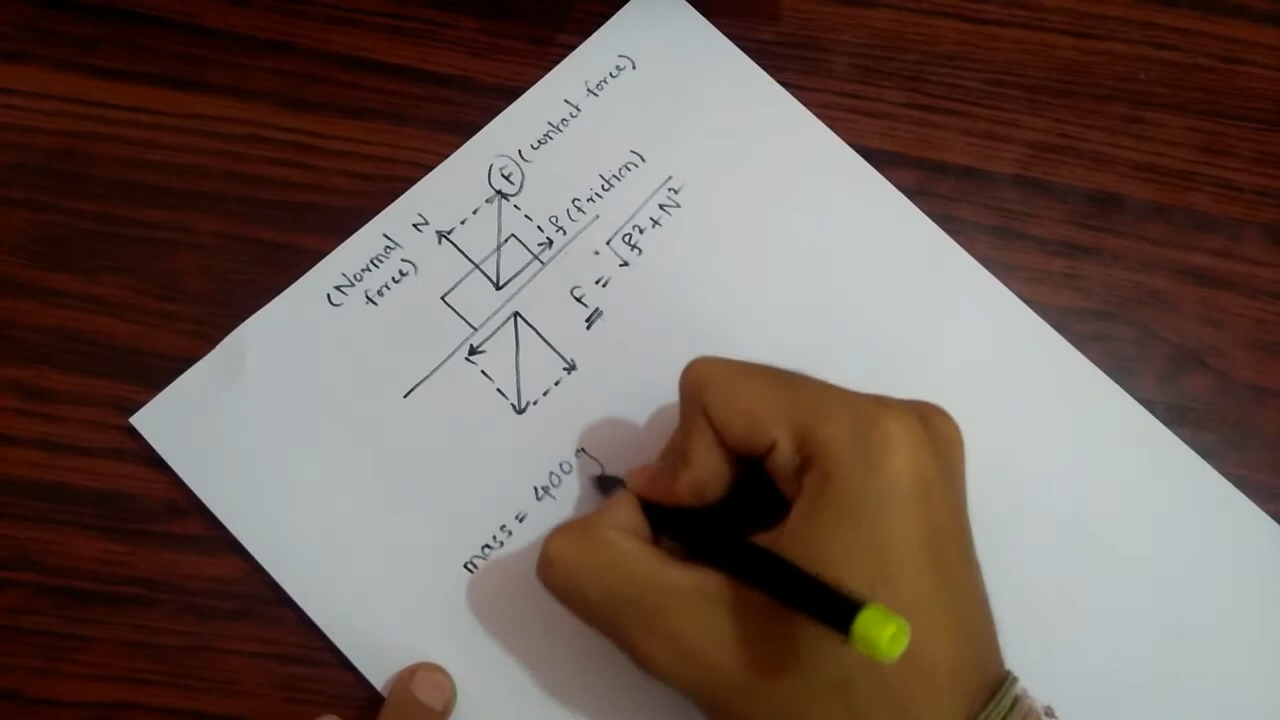 F (contact force)
N f (friction)
(Normal
force)
F = √f² + N²
mass = 400 g